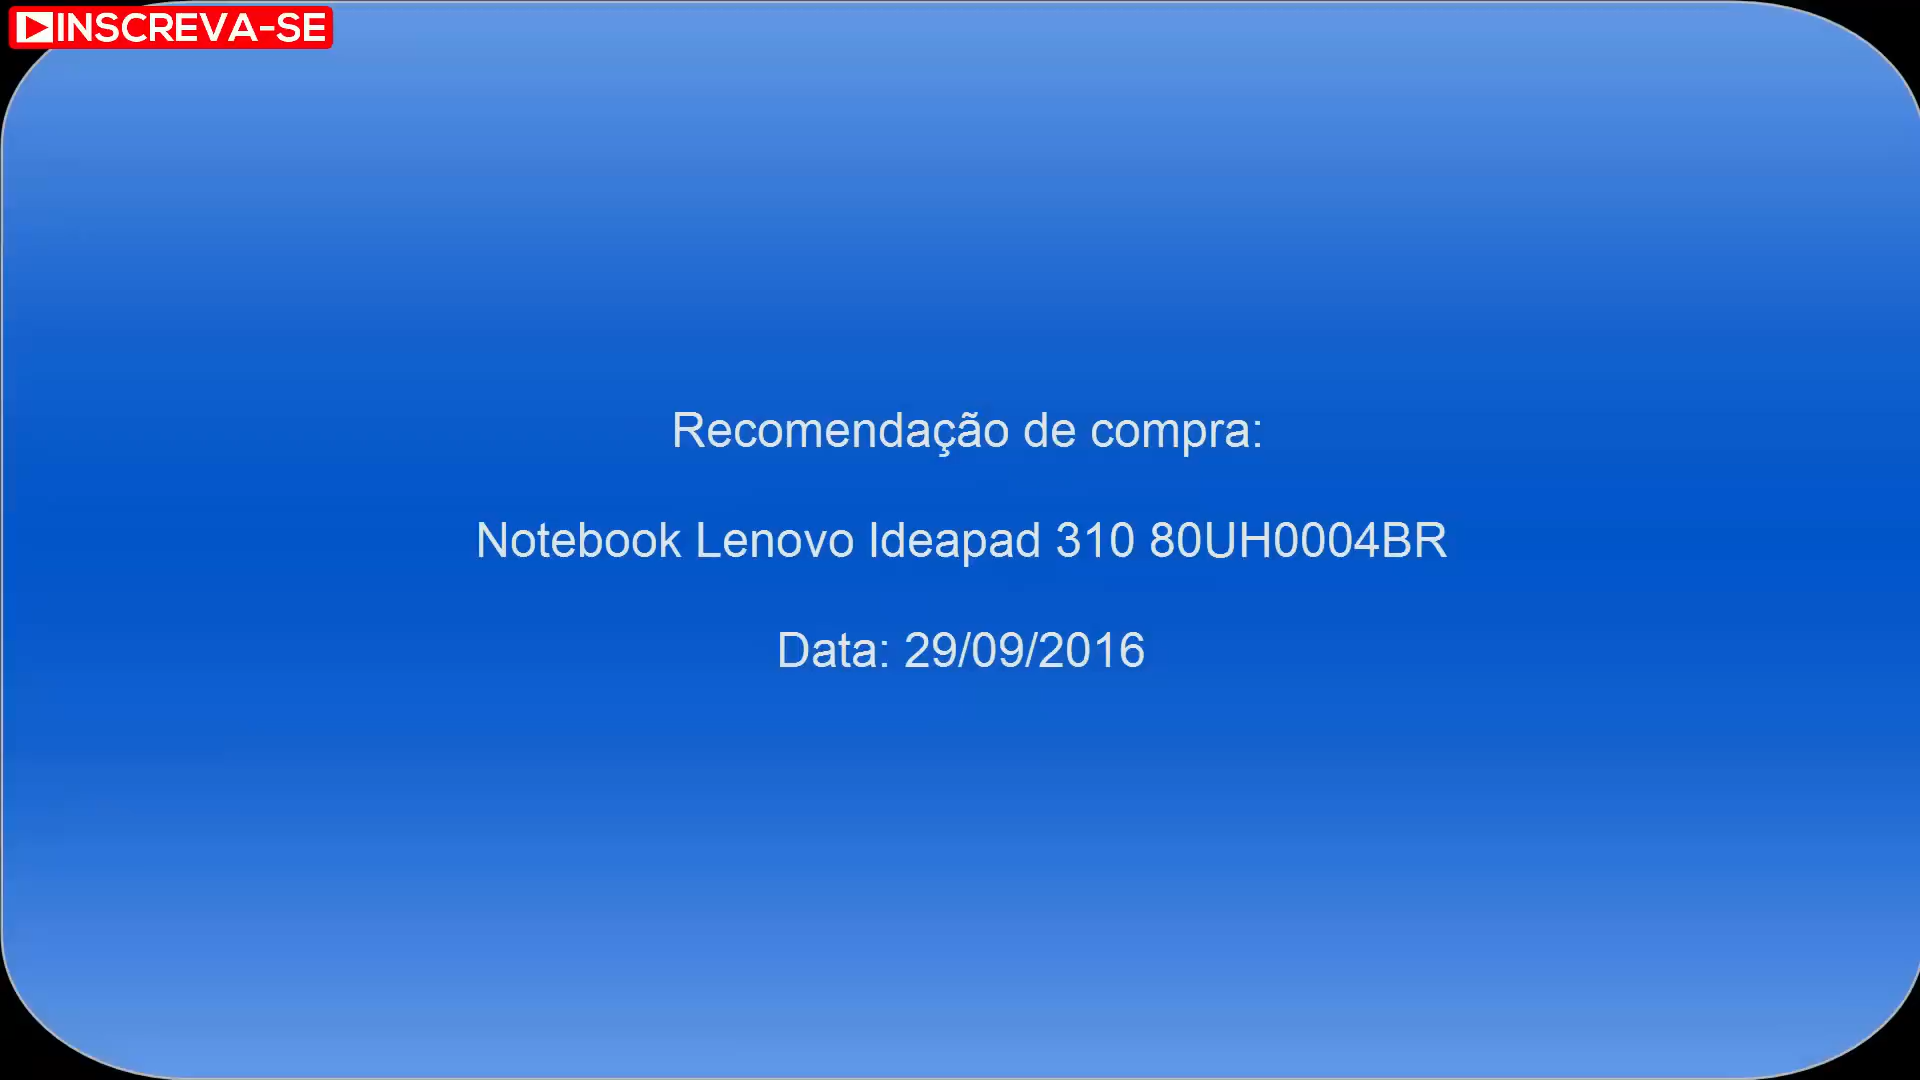 INSCREVA-SE
Recomendação de compra:
Notebook Lenovo Ideapad 310 80UH0004BR
Data: 29/09/2016